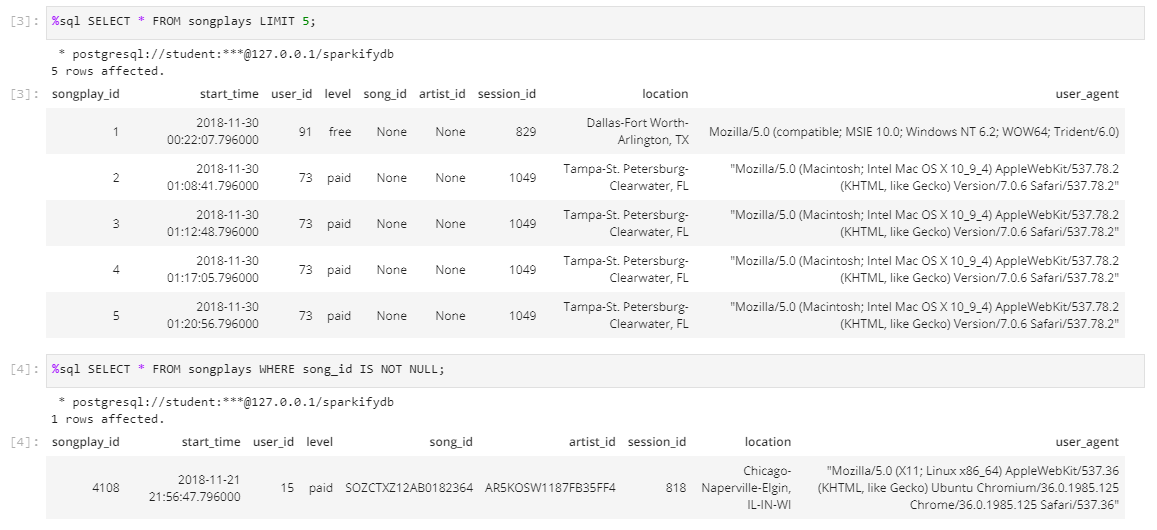 [3]: %sql SELECT * FROM songplays LIMIT 5;
* postgresql://student:***@127.0.0.1/sparkifydb
5 rows affected.
[3]: songplay_id start_time user_id level song_id artist_id session_id location user_agent
1 2018-11-30 00:22:07.796000 91 free None None 829 Dallas-Fort Worth-Arlington, TX Mozilla/5.0 (compatible; MSIE 10.0; Windows NT 6.2; WOW64; Trident/6.0)
2 2018-11-30 01:08:41.796000 73 paid None None 1049 Tampa-St. Petersburg-Clearwater, FL "Mozilla/5.0 (Macintosh; Intel Mac OS X 10_9_4) AppleWebKit/537.78.2 (KHTML, like Gecko) Version/7.0.6 Safari/537.78.2"
3 2018-11-30 01:12:48.796000 73 paid None None 1049 Tampa-St. Petersburg-Clearwater, FL "Mozilla/5.0 (Macintosh; Intel Mac OS X 10_9_4) AppleWebKit/537.78.2 (KHTML, like Gecko) Version/7.0.6 Safari/537.78.2"
4 2018-11-30 01:17:05.796000 73 paid None None 1049 Tampa-St. Petersburg-Clearwater, FL "Mozilla/5.0 (Macintosh; Intel Mac OS X 10_9_4) AppleWebKit/537.78.2 (KHTML, like Gecko) Version/7.0.6 Safari/537.78.2"
5 2018-11-30 01:20:56.796000 73 paid None None 1049 Tampa-St. Petersburg-Clearwater, FL "Mozilla/5.0 (Macintosh; Intel Mac OS X 10_9_4) AppleWebKit/537.78.2 (KHTML, like Gecko) Version/7.0.6 Safari/537.78.2"
[4]: %sql SELECT * FROM songplays WHERE song_id IS NOT NULL;
* postgresql://student:***@127.0.0.1/sparkifydb
1 rows affected.
[4]: songplay_id start_time user_id level song_id artist_id session_id location user_agent
4108 2018-11-21 21:56:47.796000 15 paid SOZCTXZ12AB0182364 AR5KOSW1187FB35FF4 818 Chicago-Naperville-Elgin, IL-IN-WI "Mozilla/5.0 (X11; Linux x86_64) AppleWebKit/537.36 (KHTML, like Gecko) Ubuntu Chromium/36.0.1985.125 Chrome/36.0.1985.125 Safari/537.36"